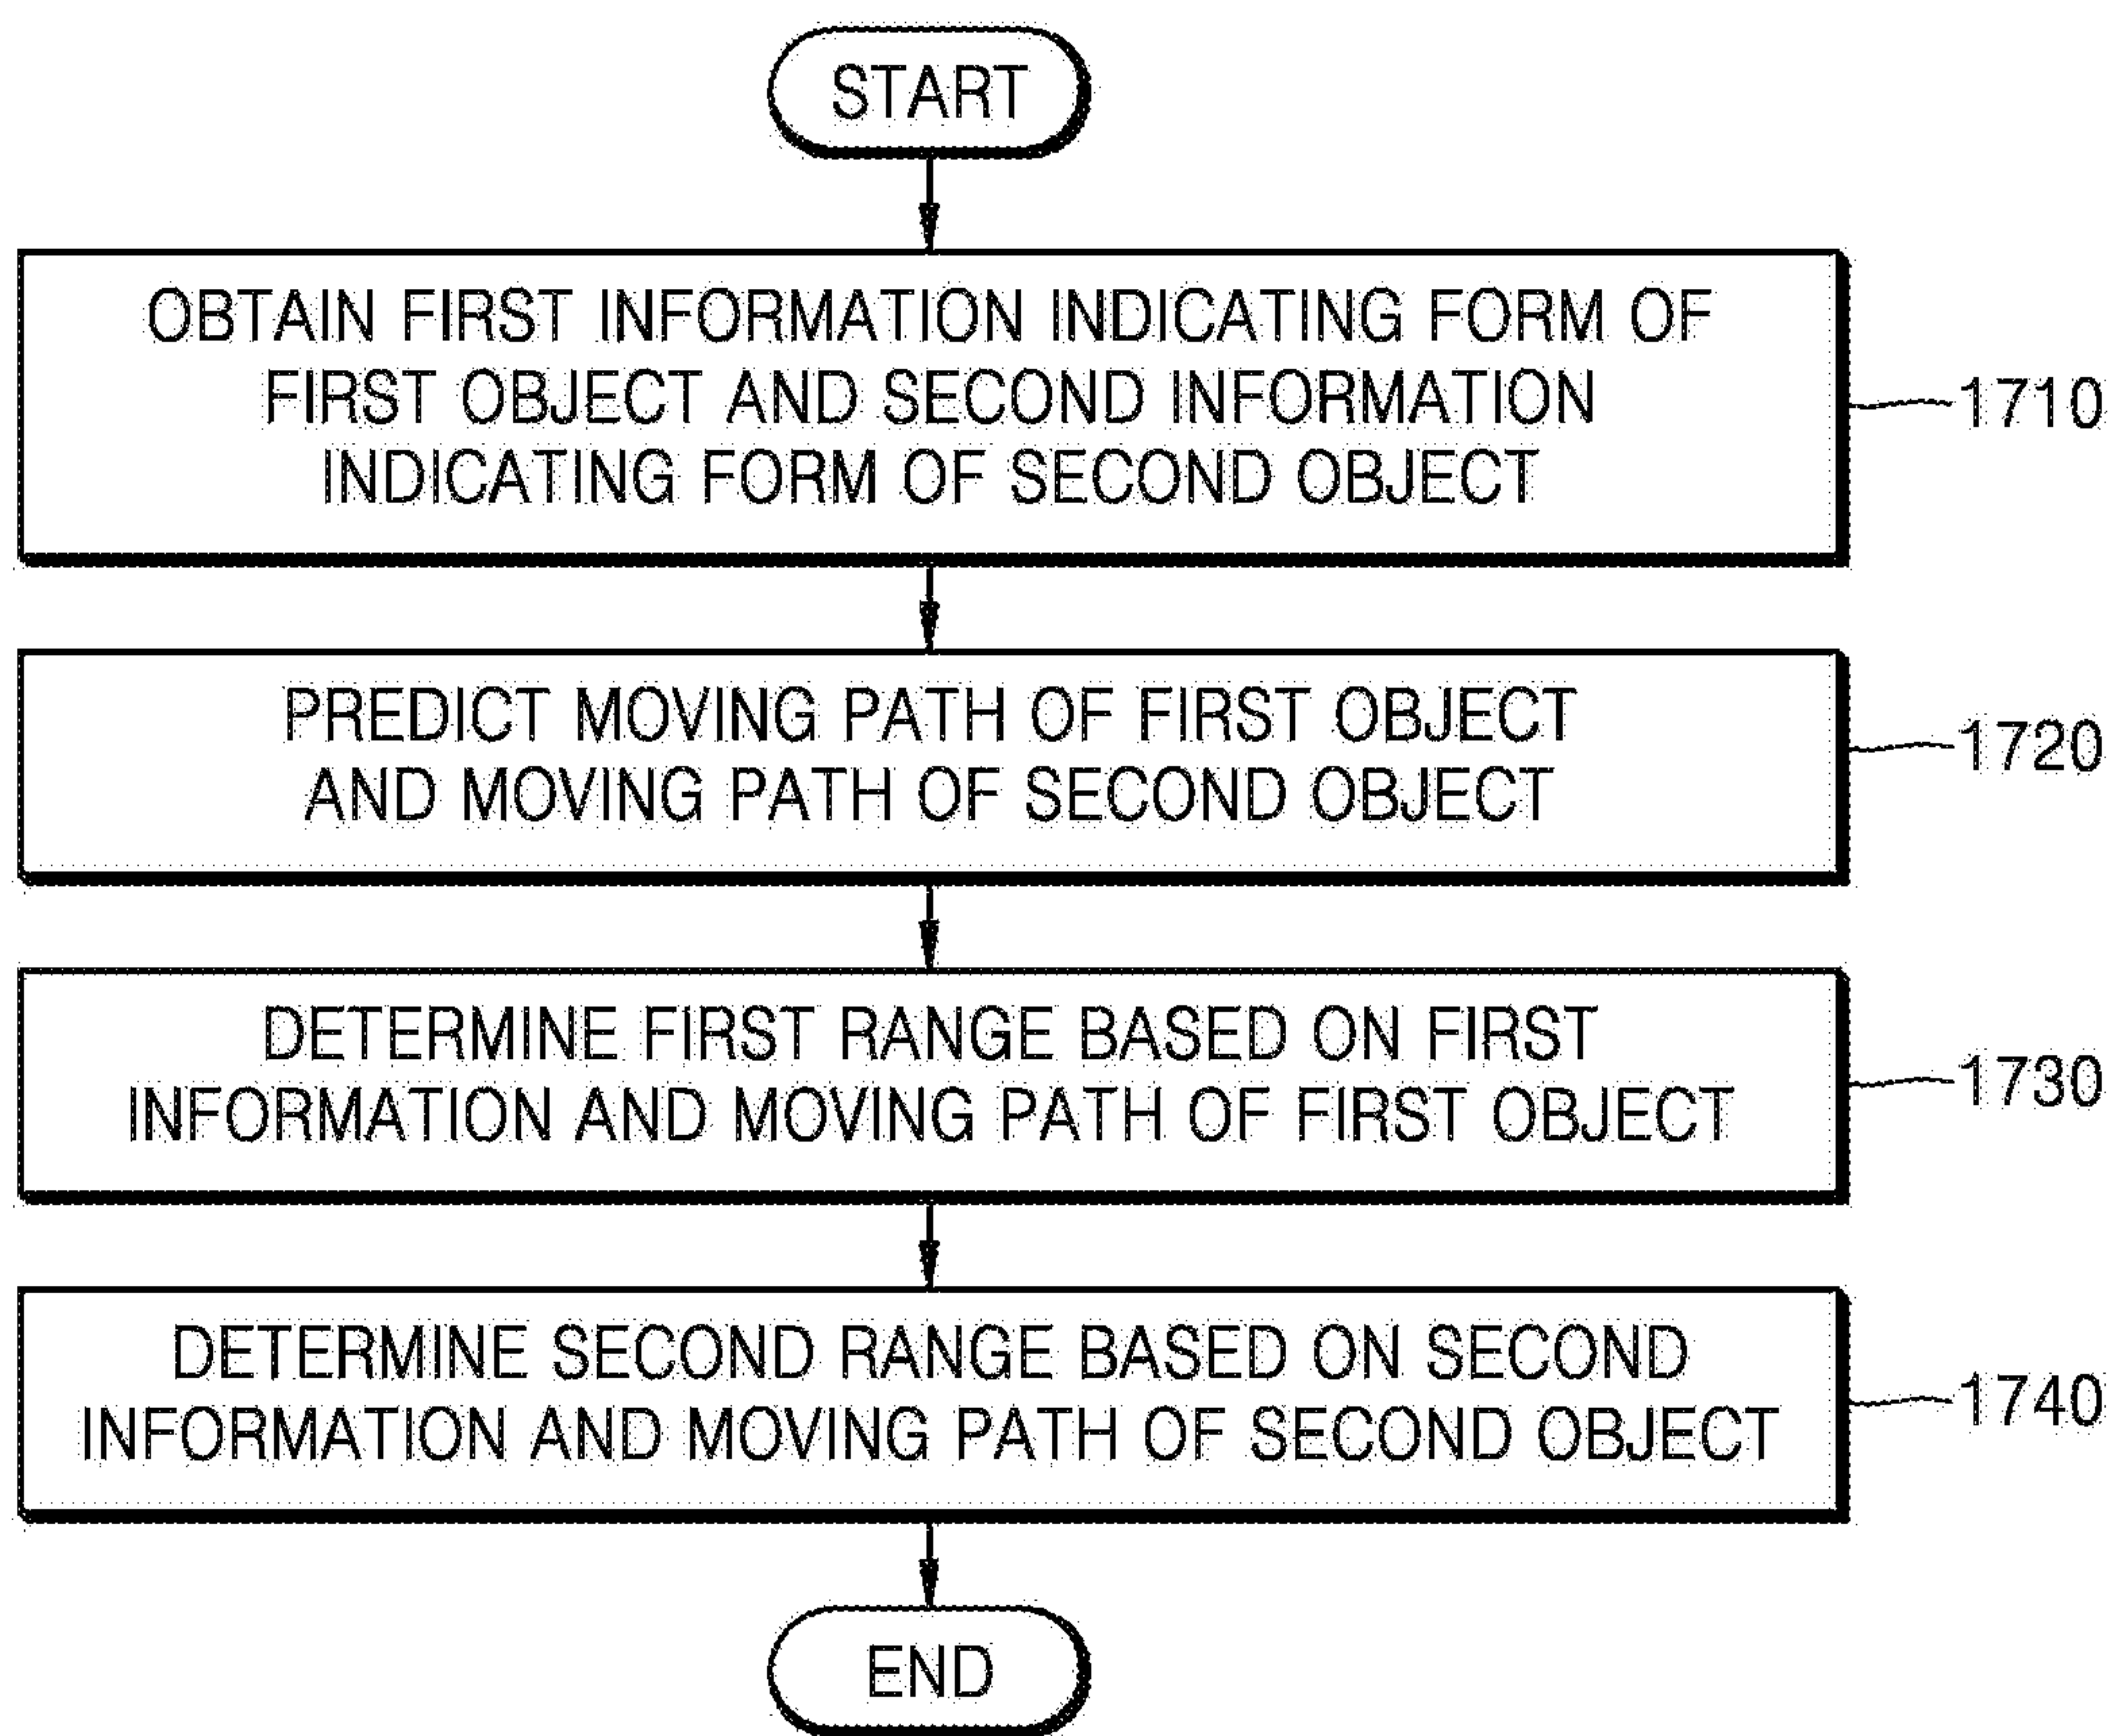 START
OBTAIN FIRST INFORMATION INDICATING FORM OF
FIRST OBJECT AND SECOND INFORMATION
INDICATING FORM OF SECOND OBJECT
1710
PREDICT MOVING PATH OF FIRST OBJECT
AND MOVING PATH OF SECOND OBJECT
1720
DETERMINE FIRST RANGE BASED ON FIRST
INFORMATION AND MOVING PATH OF FIRST OBJECT
1730
DETERMINE SECOND RANGE BASED ON SECOND
INFORMATION AND MOVING PATH OF SECOND OBJECT
1740
END